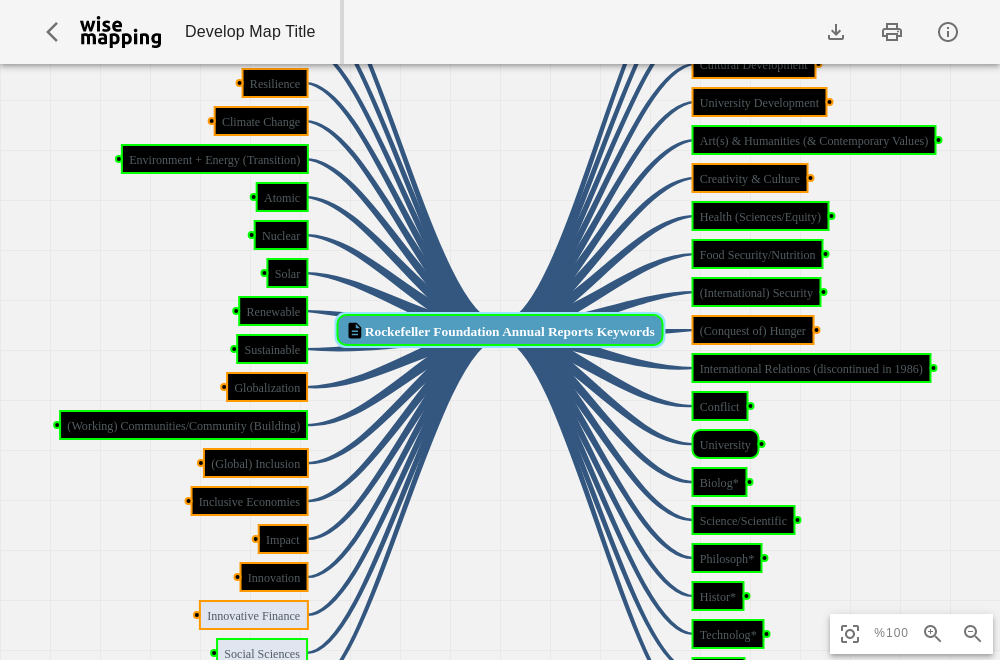 wise
mapping
Develop Map Title
Resilience
Climate Change
Environment + Energy (Transition)
Atomic
Nuclear
Solar
Renewable
Sustainable
Globalization
(Working) Communities/Community (Building)
(Global) Inclusion
Inclusive Economies
Impact
Innovation
Innovative Finance
Social Sciences
Rockefeller Foundation Annual Reports Keywords
Cultural Development
University Development
Art(s) & Humanities (& Contemporary Values)
Creativity & Culture
Health (Sciences/Equity)
Food Security/Nutrition
(International) Security
(Conquest of) Hunger
International Relations (discontinued in 1986)
Conflict
University
Biolog*
Science/Scientific
Philosoph*
Histor*
Technolog*
%100